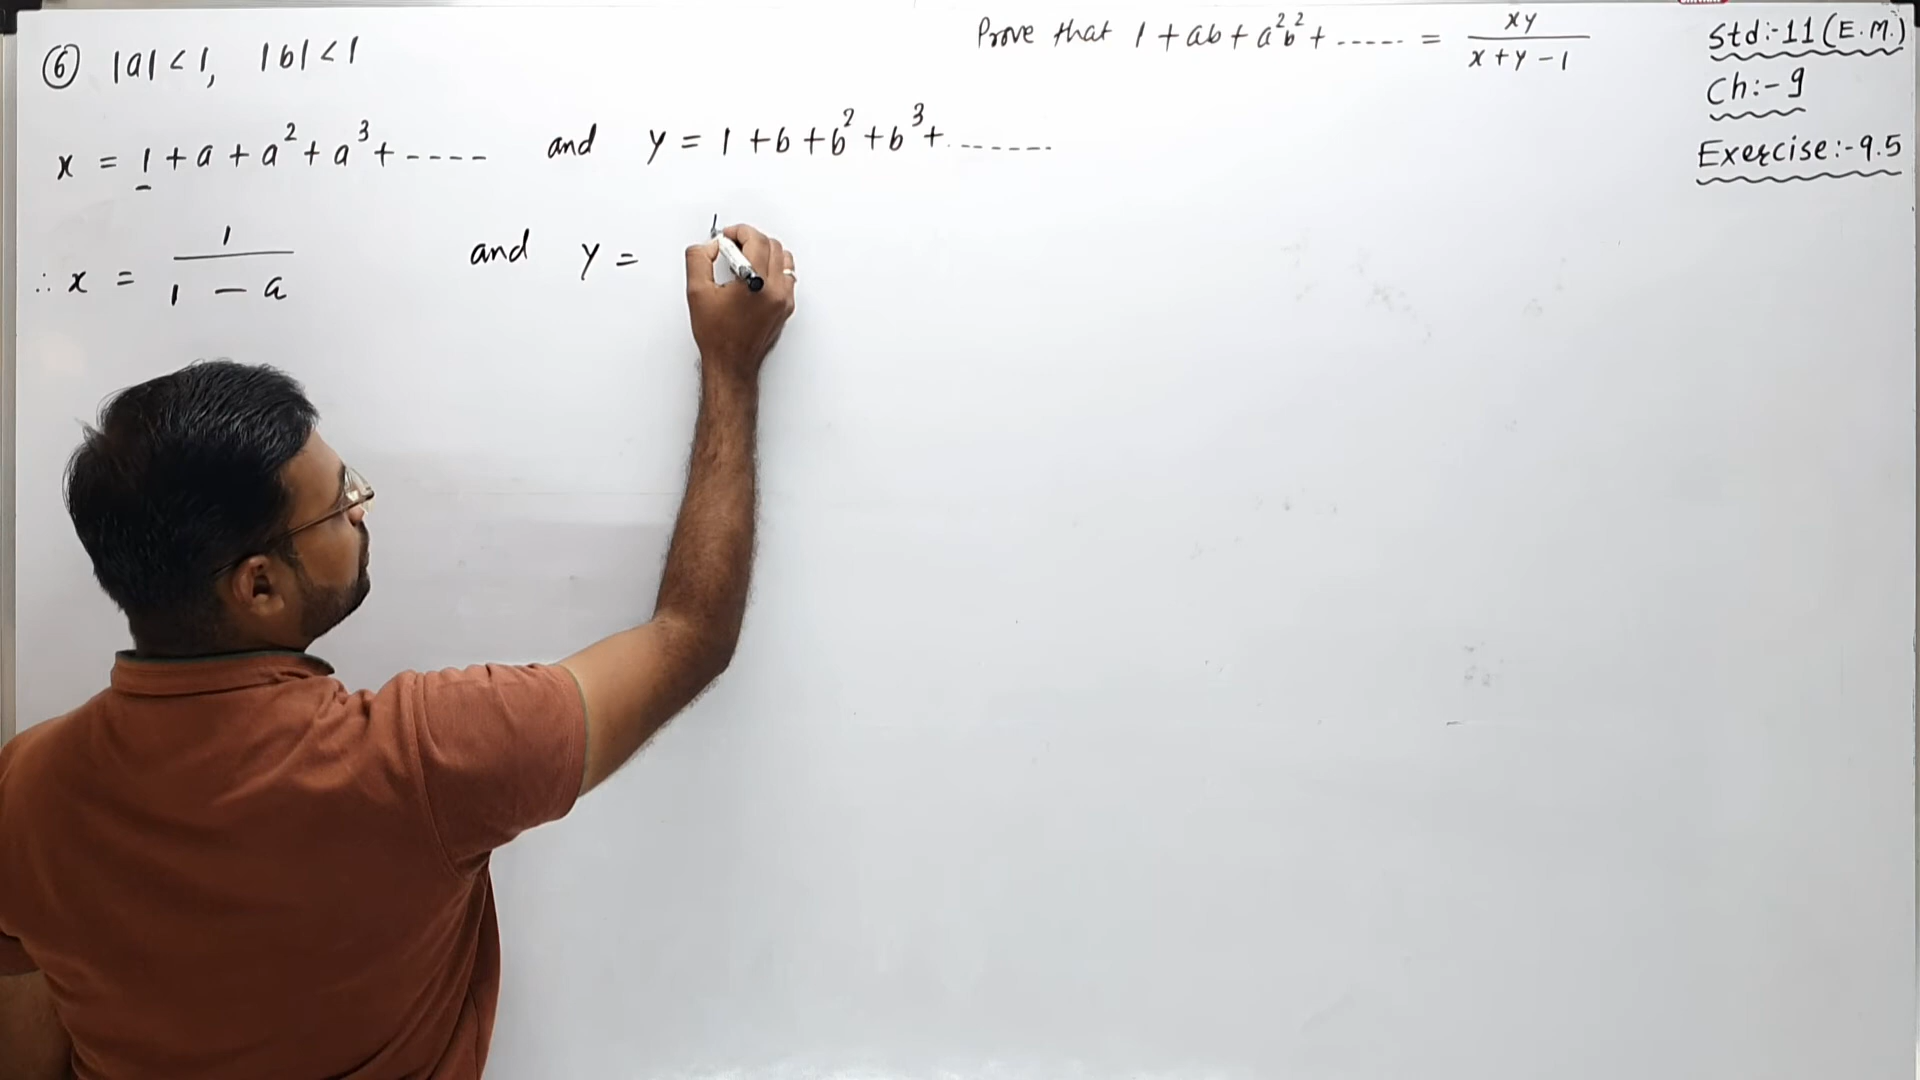 ⑥ |a| < 1, |b| < 1
Prove that 1 + ab + a²b² + ..... = xy / x + y - 1
Std:-11 (E.M.)
Ch:- 9
Exercise:- 9.5
x = 1 + a + a² + a³ + ---- and y = 1 + b + b² + b³ + .......
∴ x = 1 / 1 - a and y = 1